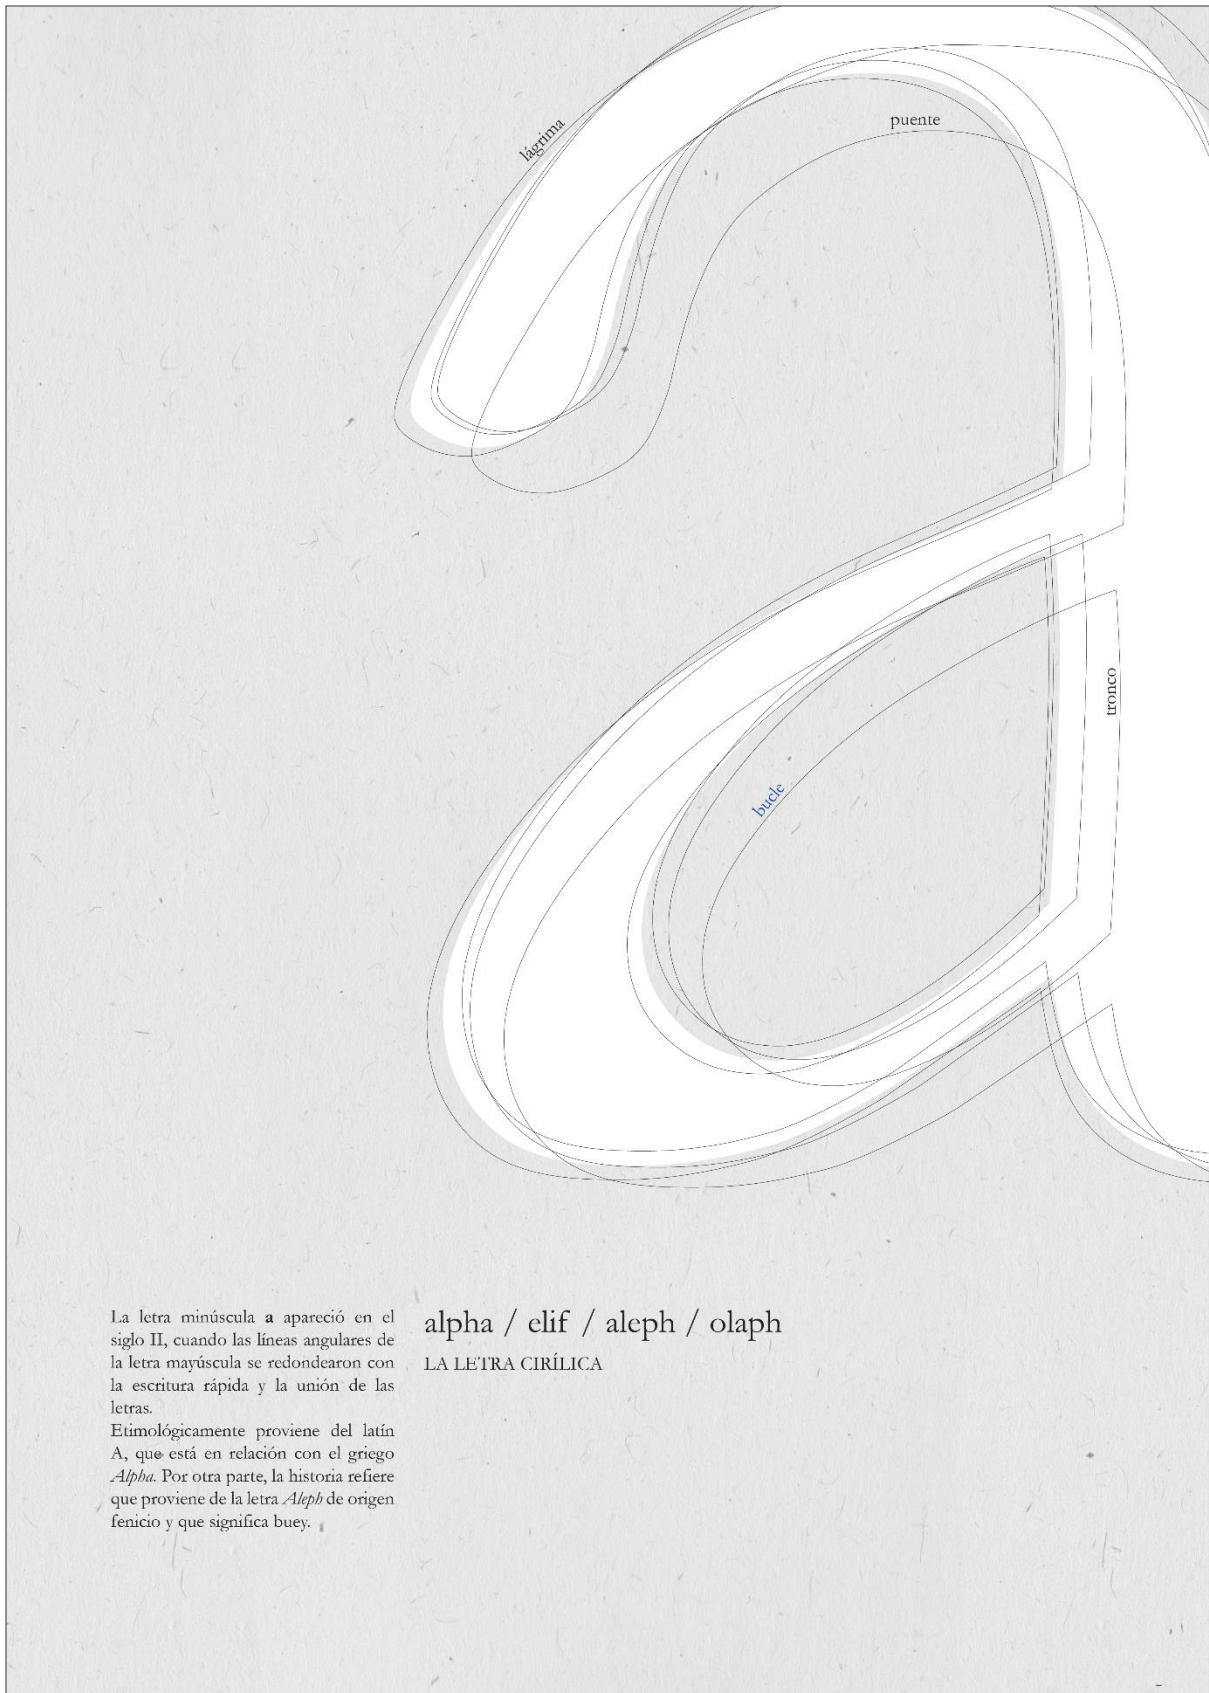 lágrima
puente
tronco
bucle
La letra minúscula a apareció en el
siglo II, cuando las líneas angulares de
la letra mayúscula se redondearon con
la escritura rápida y la unión de las
letras.
Etimológicamente proviene del latín
A, que está en relación con el griego
Alpha. Por otra parte, la historia refiere
que proviene de la letra Aleph de origen
fenicio y que significa buey.
alpha / elif / aleph / olaph
LA LETRA CIRÍLICA